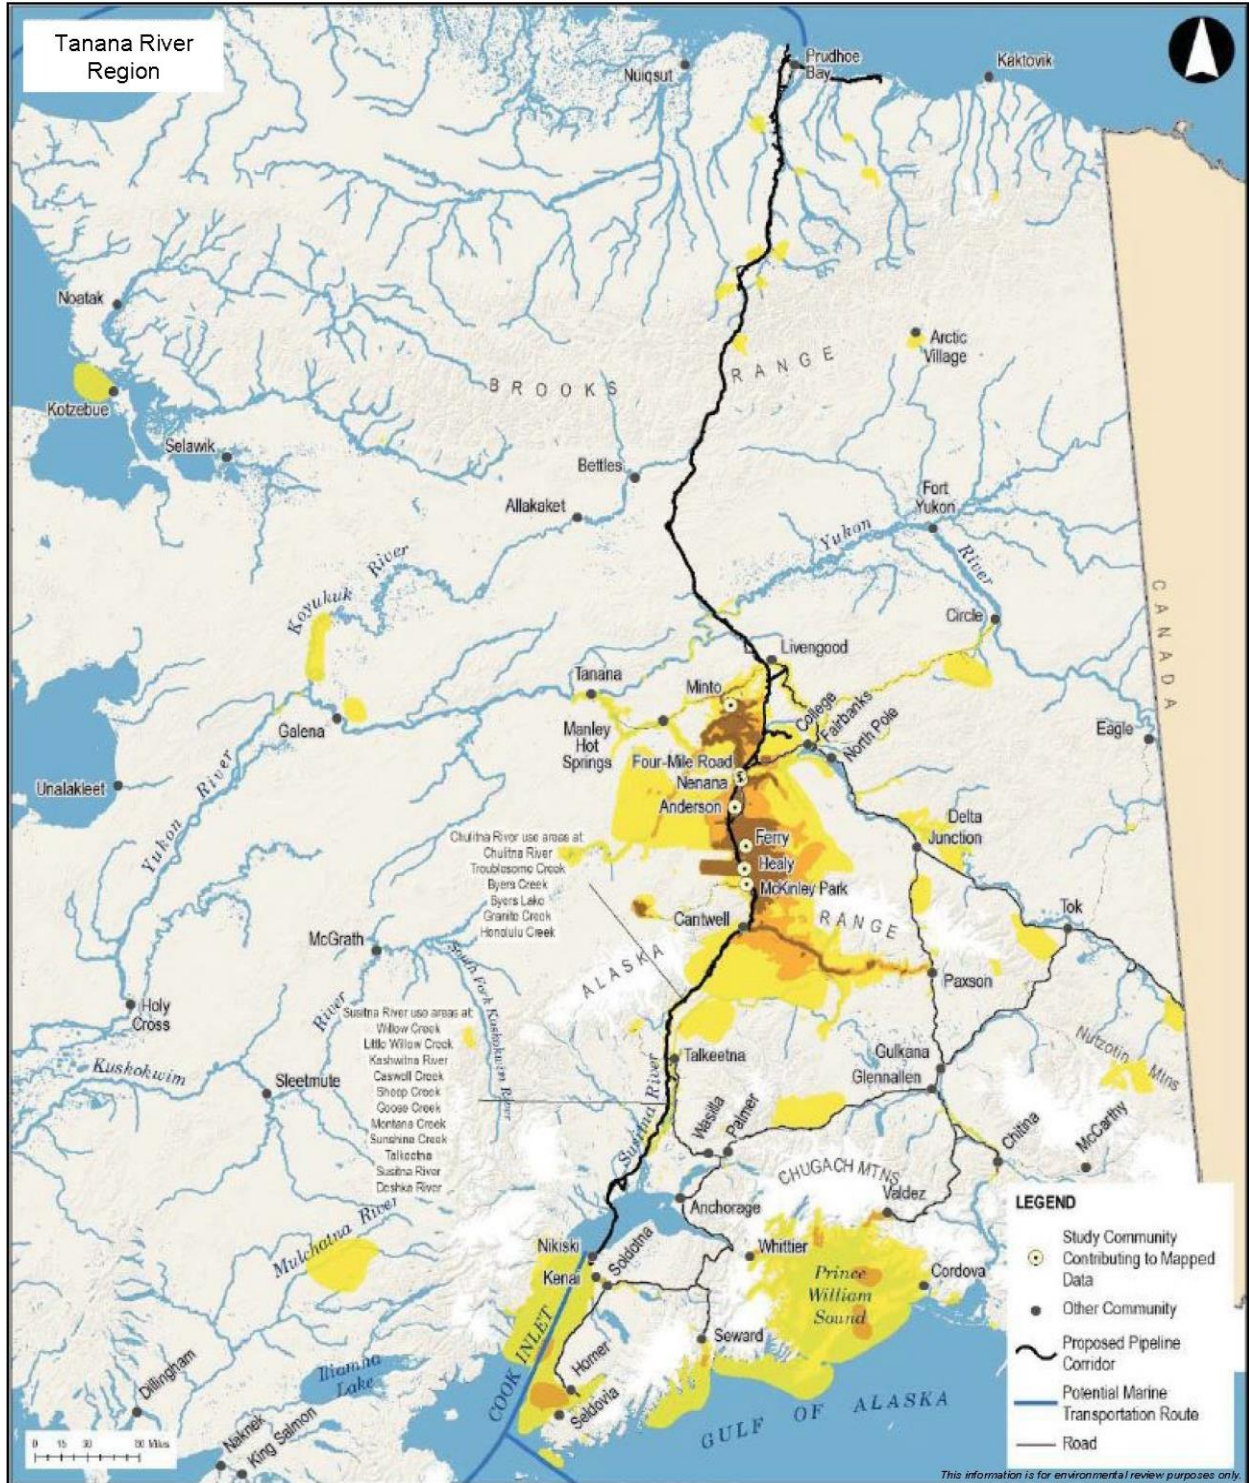 Tanana River
Region
Nuiqsut
Prudhoe
Bay
Kaktovik
Noatak
Kotzebue
Selawik
BROOKS
RANGE
Arctic
Village
Bettles
Allakaket
Fort
Yukon
Yukon
River
Koyukuk
River
Circle
CANADA
Livengood
Tanana
Minto
Manley
Hot
Springs
College
Fairbanks
North Pole
Galena
Eagle
Four-Mile Road
Nenana
Anderson
Unalakleet
Yukon
River
Delta
Junction
Ferry
Healy
McKinley Park
Chulitna River use areas at:
Chulitna River
Troublesome Creek
Byers Creek
Byers Lake
Granite Creek
Honolulu Creek
Cantwell
ALASKA
RANGE
Tok
McGrath
Paxson
South Fork Kuskokwim River
Holy
Cross
River
Kuskokwim
Sleetmute
Susitna River use areas at:
Willow Creek
Little Willow Creek
Kashwitna River
Caswell Creek
Sheep Creek
Goose Creek
Montana Creek
Sunshine Creek
Talkeetna
Susitna River
Deshka River
Talkeetna
Susitna River
Gulkana
Glennallen
Nutzotin Mtns
Wasilla
Palmer
Chitina
McCarthy
CHUGACH MTNS
Valdez
Anchorage
Mulchatna River
Nikiski
Kenai
Soldotna
Whittier
Prince
William
Sound
Cordova
COOK INLET
Seward
Homer
Seldovia
Iliamna
Lake
Dillingham
Naknek
King Salmon
GULF OF ALASKA
LEGEND
Study Community
Contributing to Mapped
Data
Other Community
Proposed Pipeline
Corridor
Potential Marine
Transportation Route
Road
0 15 30 60 Miles
This information is for environmental review purposes only.